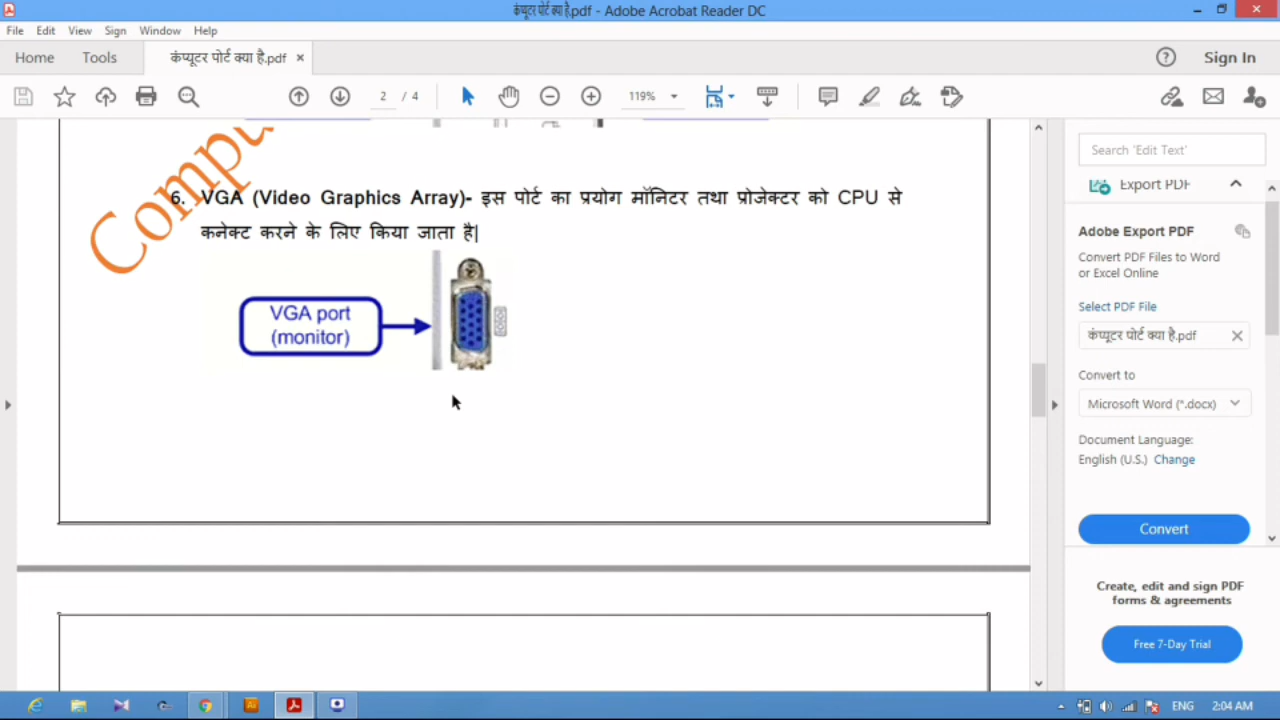 कंप्यूटर पोर्ट क्या है.pdf - Adobe Acrobat Reader DC
File Edit View Sign Window Help
Home Tools कंप्यूटर पोर्ट क्या है.pdf × Sign In
2 / 4 119%
Search 'Edit Text'
Export PDF
Compu
6. VGA (Video Graphics Array)- इस पोर्ट का प्रयोग मॉनिटर तथा प्रोजेक्टर को CPU से
कनेक्ट करने के लिए किया जाता है|
VGA port
(monitor)
Adobe Export PDF
Convert PDF Files to Word
or Excel Online
Select PDF File
कंप्यूटर पोर्ट क्या है.pdf
Convert to
Microsoft Word (*.docx)
Document Language:
English (U.S.) Change
Convert
Create, edit and sign PDF
forms & agreements
Free 7-Day Trial
ENG 2:04 AM